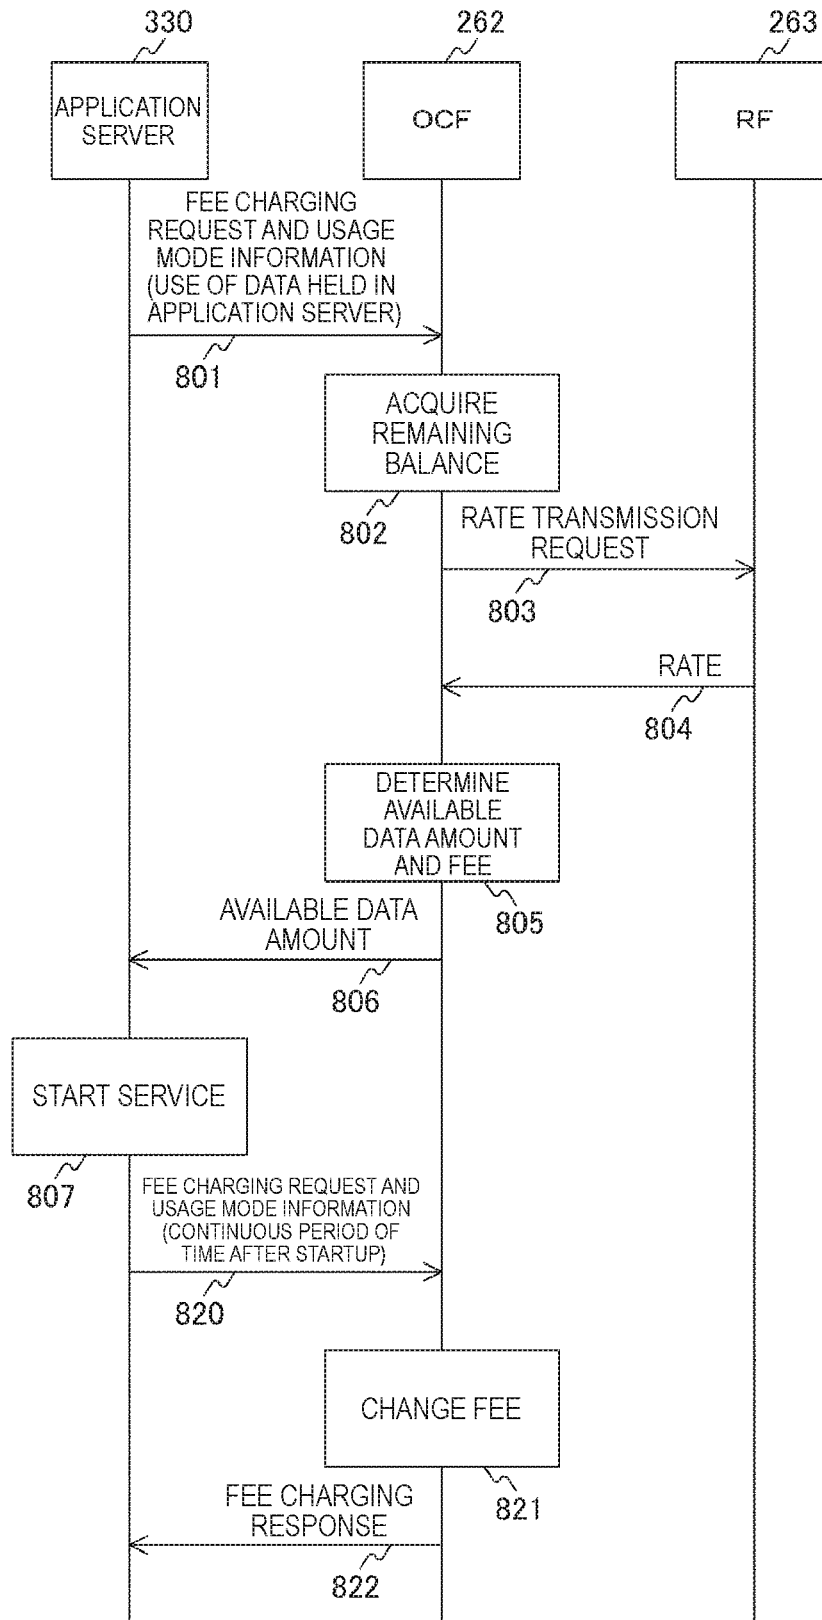 330
262
263
APPLICATION
SERVER
OCF
RF
FEE CHARGING
REQUEST AND USAGE
MODE INFORMATION
(USE OF DATA HELD IN
APPLICATION SERVER)
801
ACQUIRE
REMAINING
BALANCE
802
RATE TRANSMISSION
REQUEST
803
RATE
804
DETERMINE
AVAILABLE
DATA AMOUNT
AND FEE
805
AVAILABLE DATA
AMOUNT
806
START SERVICE
807
FEE CHARGING REQUEST AND
USAGE MODE INFORMATION
(CONTINUOUS PERIOD OF
TIME AFTER STARTUP)
820
CHANGE FEE
821
FEE CHARGING
RESPONSE
822